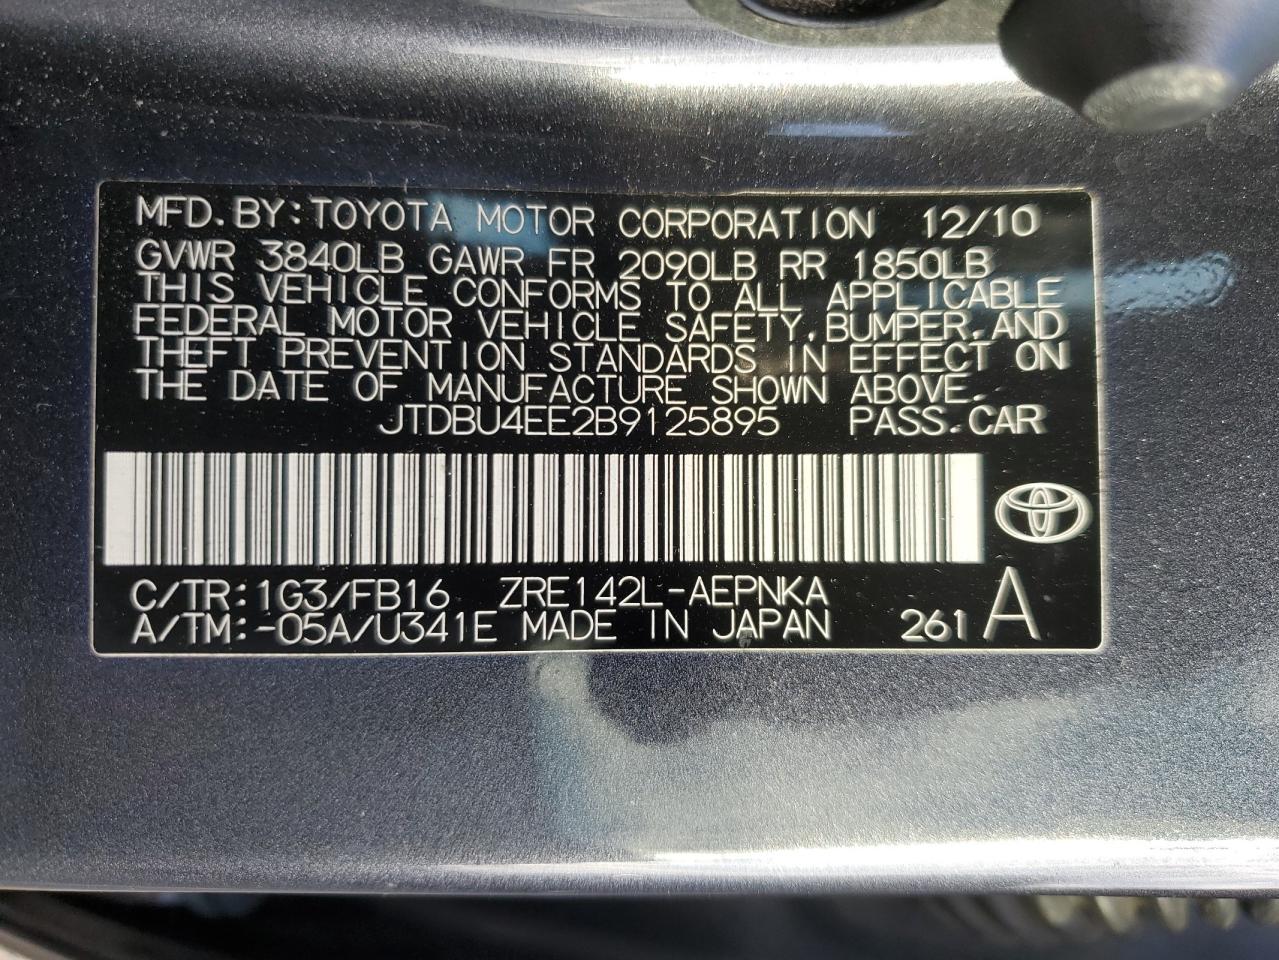 MFD.BY:TOYOTA MOTOR CORPORATION 12/10
GVWR 3840LB GAWR FR 2090LB RR 1850LB
THIS VEHICLE CONFORMS TO ALL APPLICABLE
FEDERAL MOTOR VEHICLE SAFETY,BUMPER,AND
THEFT PREVENTION STANDARDS IN EFFECT ON
THE DATE OF MANUFACTURE SHOWN ABOVE.
JTDBU4EE2B9125895 PASS.CAR
C/TR:1G3/FB16 ZRE142L-AEPNKA
A/TM:-05A/U341E MADE IN JAPAN 261 A